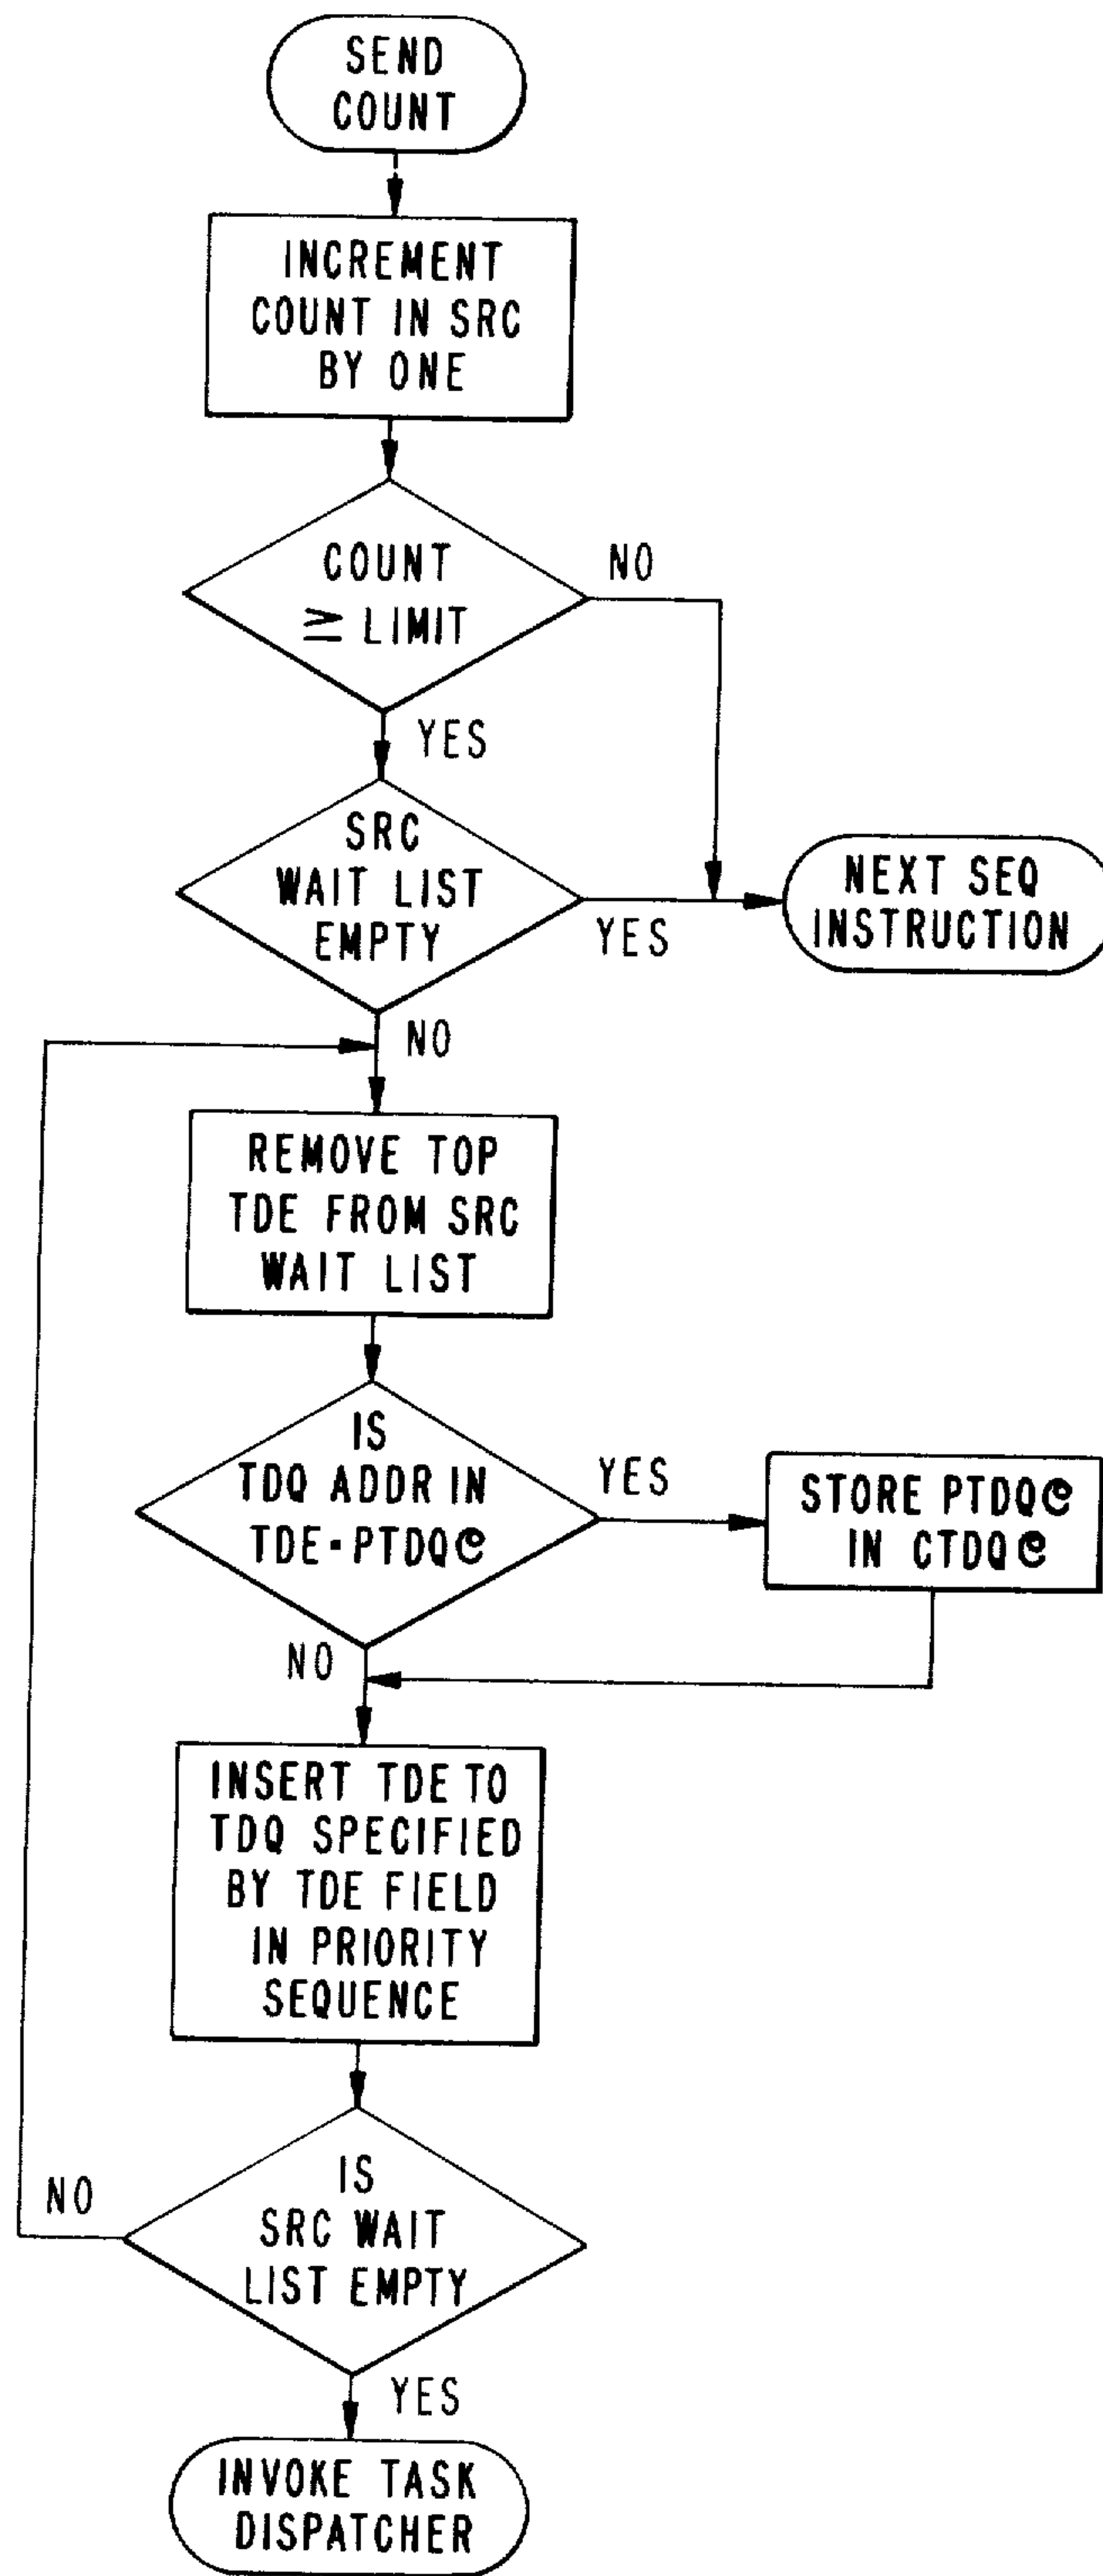 SEND
COUNT
INCREMENT
COUNT IN SRC
BY ONE
COUNT
≥ LIMIT
NO
YES
SRC
WAIT LIST
EMPTY
YES
NEXT SEQ
INSTRUCTION
NO
REMOVE TOP
TDE FROM SRC
WAIT LIST
IS
TDQ ADDR IN
TDE-PTDQ@
YES
STORE PTDQ@
IN CTDQ@
NO
INSERT TDE TO
TDQ SPECIFIED
BY TDE FIELD
IN PRIORITY
SEQUENCE
IS
SRC WAIT
LIST EMPTY
NO
YES
INVOKE TASK
DISPATCHER